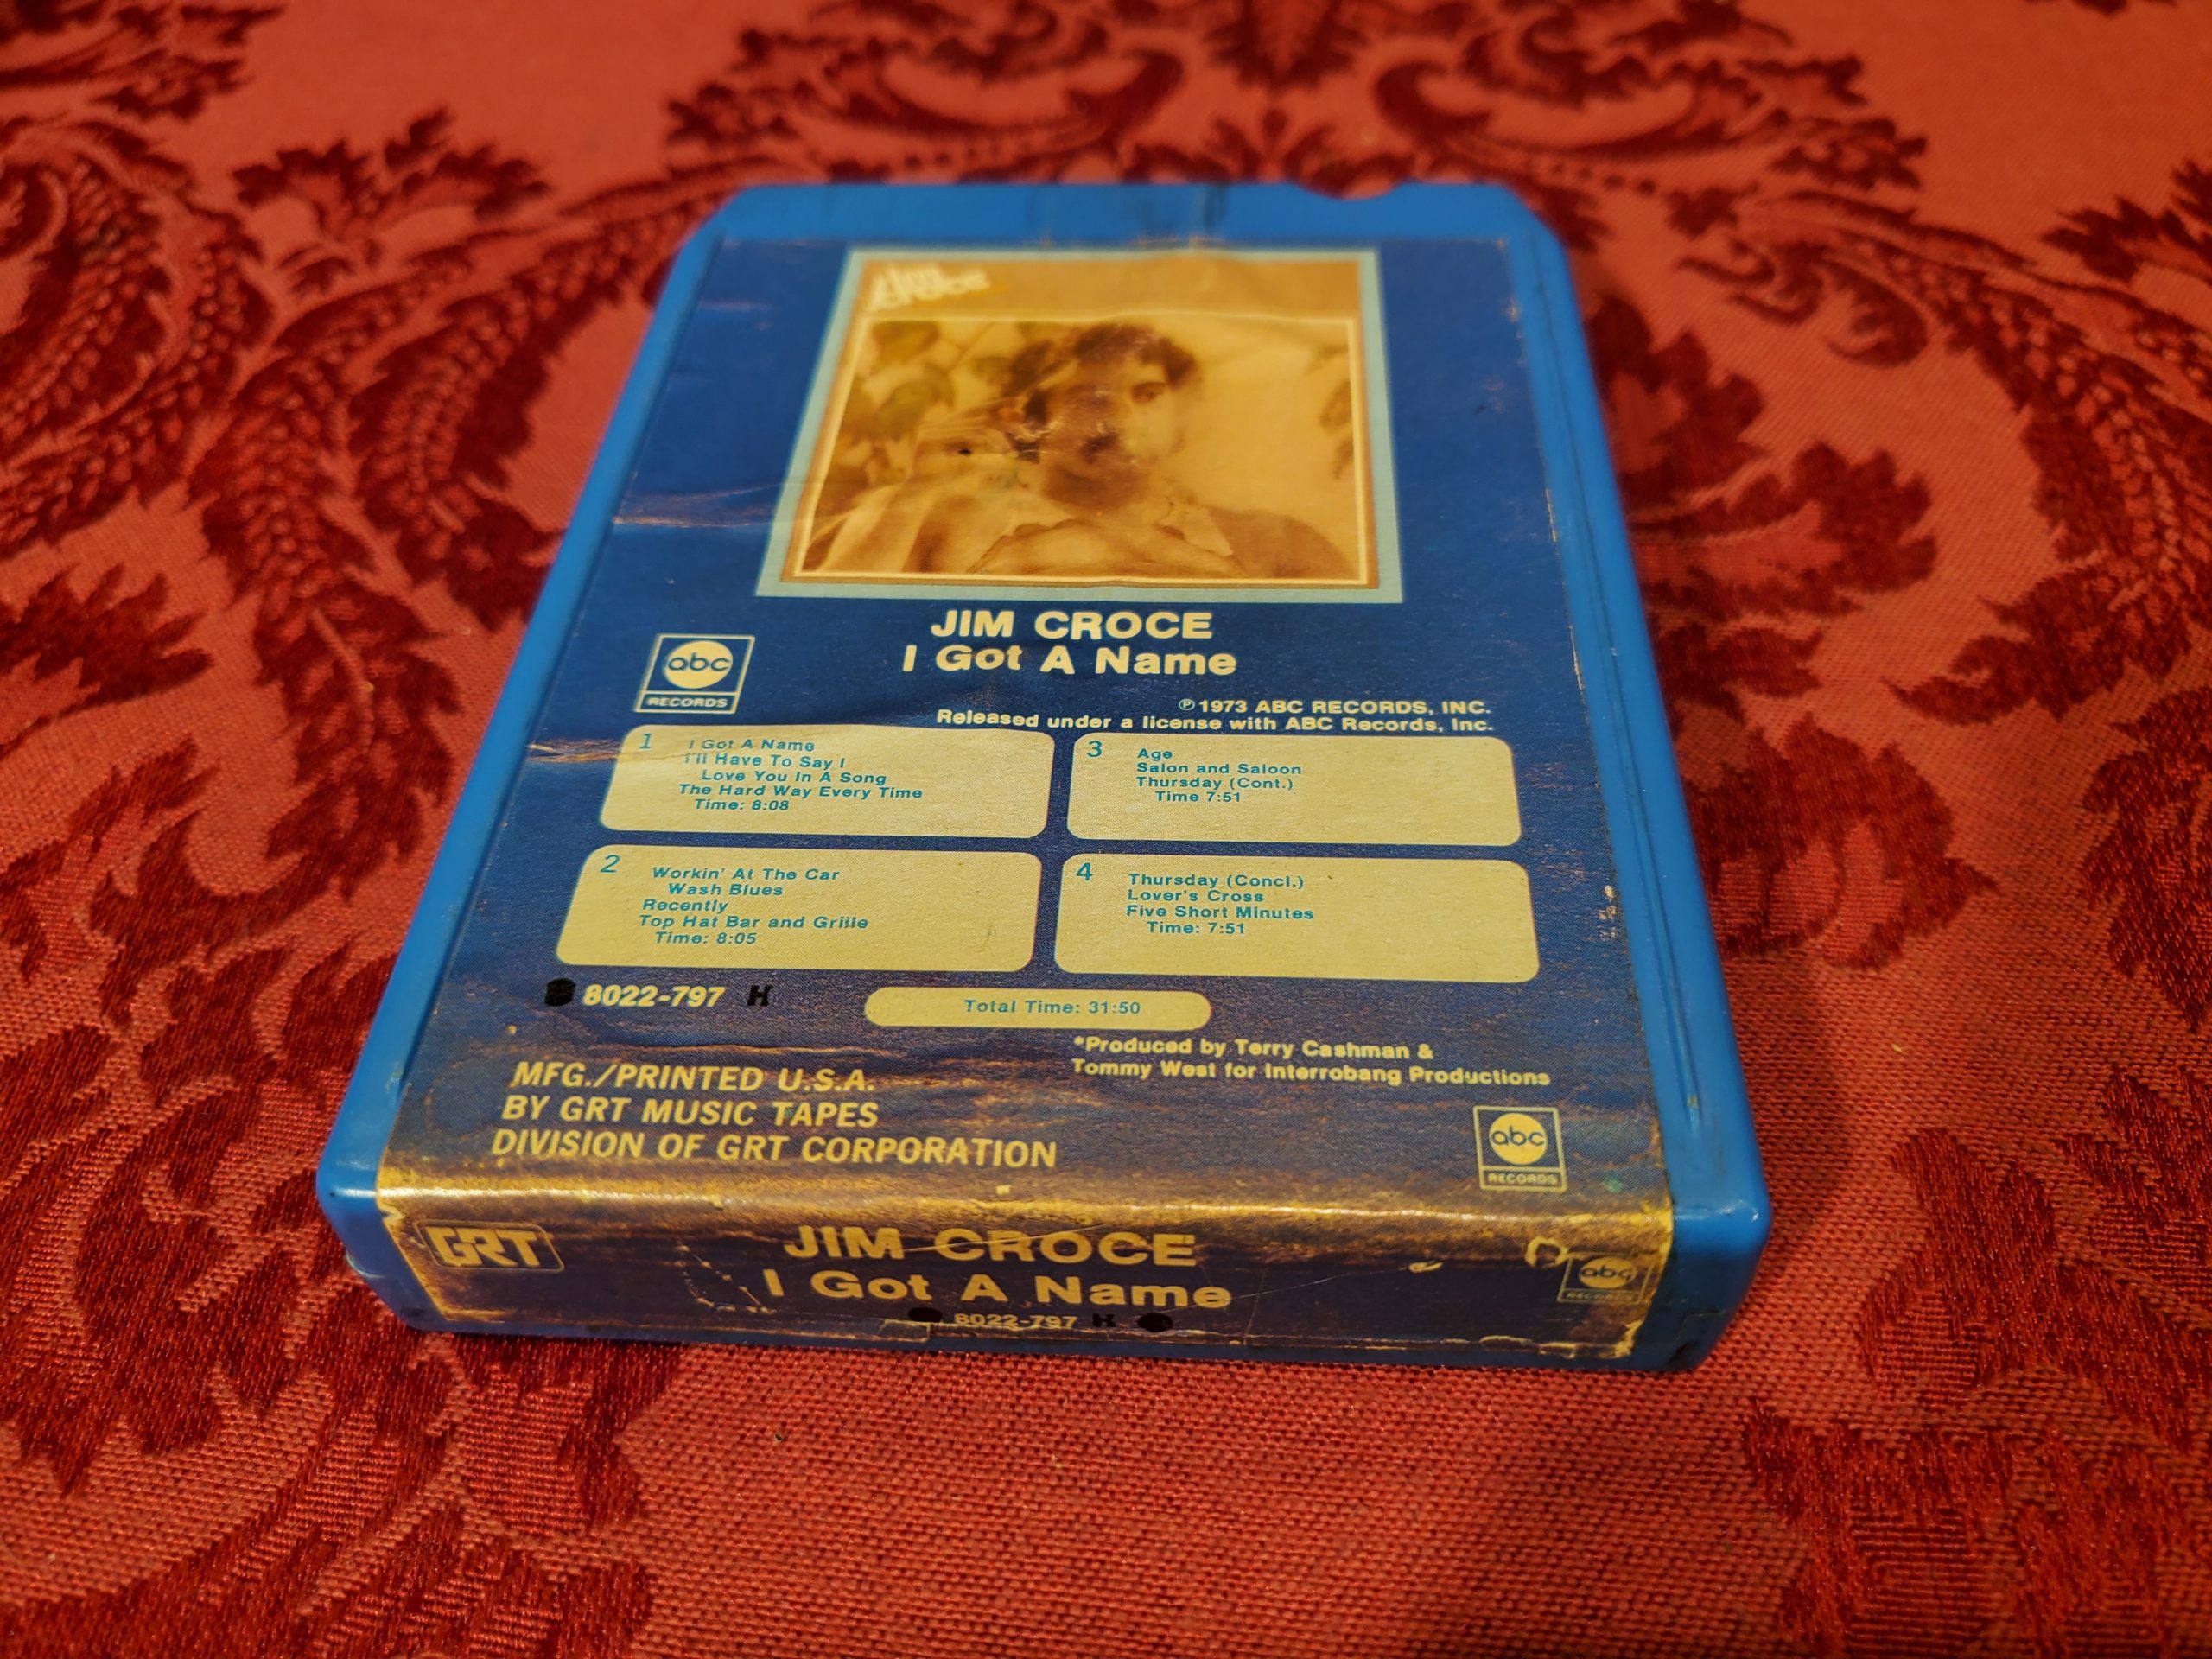 Jim
Croce
JIM CROCE
I Got A Name
abc
RECORDS
℗ 1973 ABC RECORDS, INC.
Released under a license with ABC Records, Inc.
1 I Got A Name
I'll Have To Say I
Love You In A Song
The Hard Way Every Time
Time: 8:08
2 Workin' At The Car
Wash Blues
Recently
Top Hat Bar and Grille
Time: 8:05
3 Age
Salon and Saloon
Thursday (Cont.)
Time 7:51
4 Thursday (Concl.)
Lover's Cross
Five Short Minutes
Time: 7:51
8022-797 H
Total Time: 31:50
*Produced by Terry Cashman &
Tommy West for Interrobang Productions
MFG./PRINTED U.S.A.
BY GRT MUSIC TAPES
DIVISION OF GRT CORPORATION
abc
RECORDS
GRT
JIM CROCE
I Got A Name
8022-797 H
abc
RECORDS